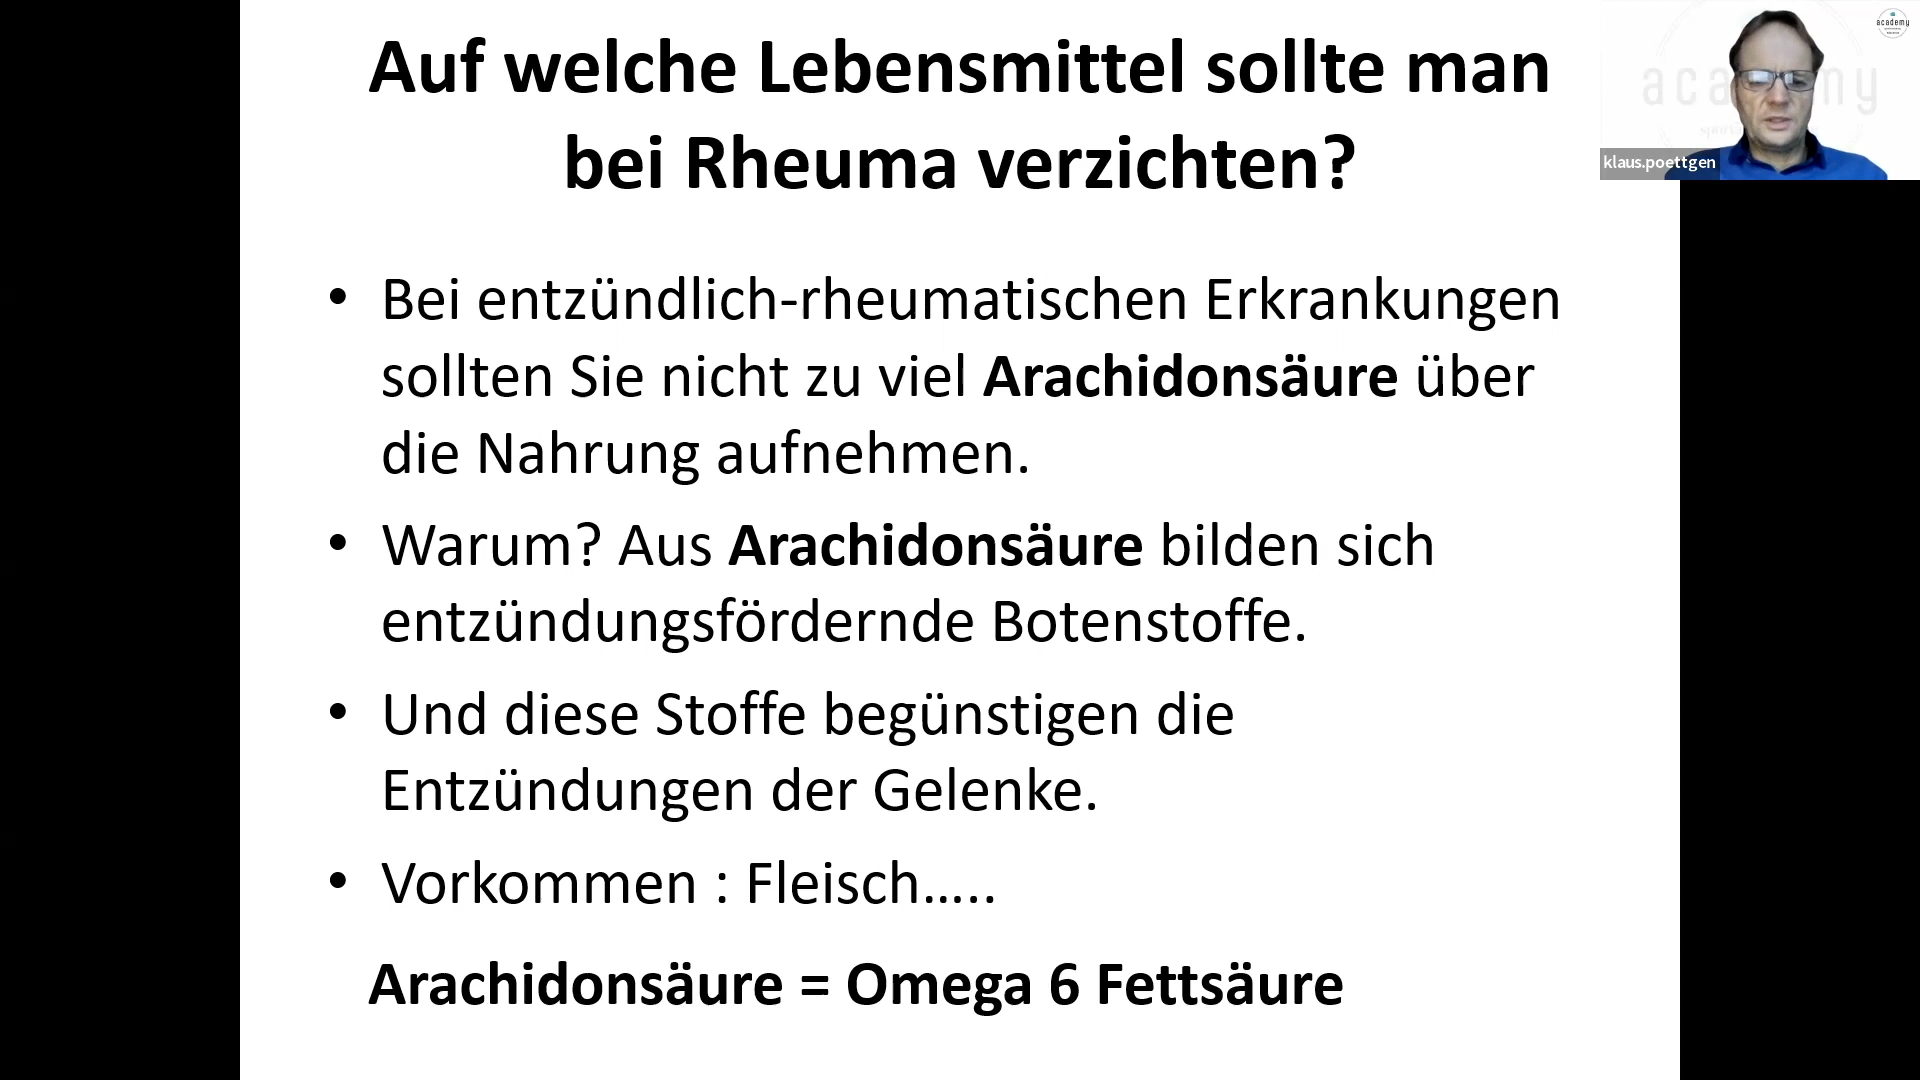 Auf welche Lebensmittel sollte man
bei Rheuma verzichten?
• Bei entzündlich-rheumatischen Erkrankungen
sollten Sie nicht zu viel Arachidonsäure über
die Nahrung aufnehmen.
• Warum? Aus Arachidonsäure bilden sich
entzündungsfördernde Botenstoffe.
• Und diese Stoffe begünstigen die
Entzündungen der Gelenke.
• Vorkommen : Fleisch…..
Arachidonsäure = Omega 6 Fettsäure
academy
klaus.poettgen